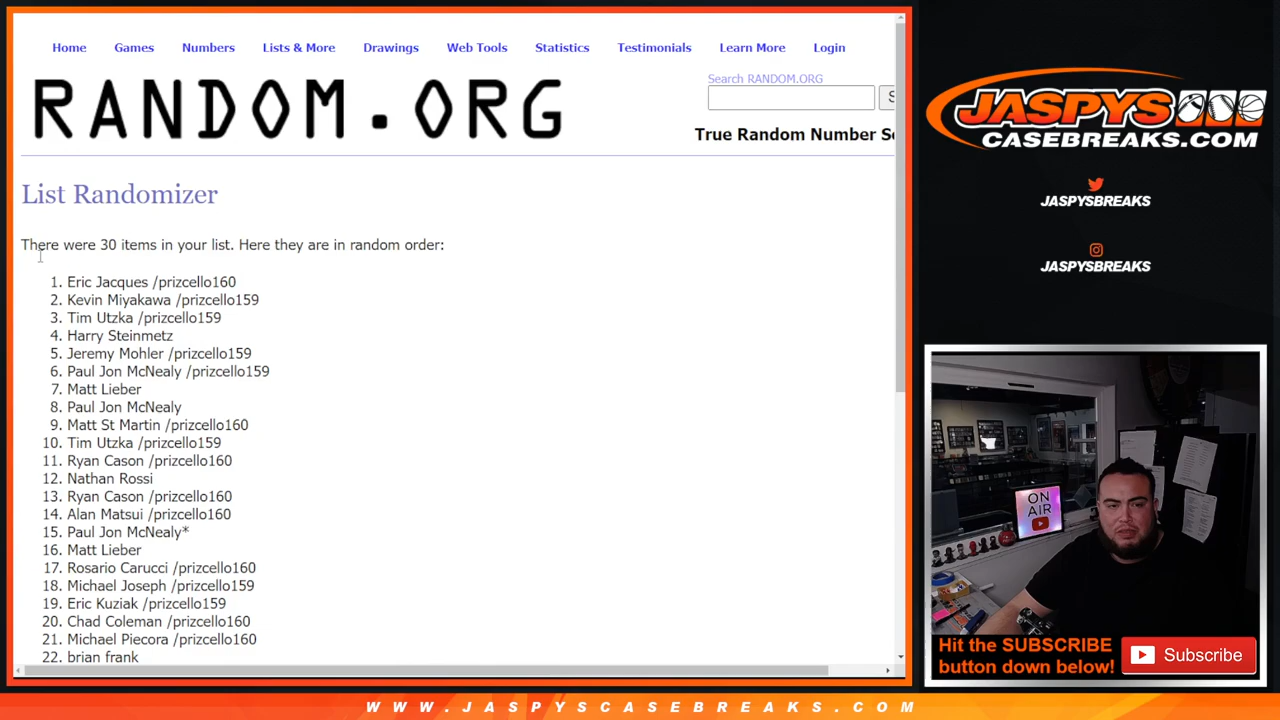 Home Games Numbers Lists & More Drawings Web Tools Statistics Testimonials Learn More Login
RANDOM.ORG
Search RANDOM.ORG
S
True Random Number Se
List Randomizer
There were 30 items in your list. Here they are in random order:
1. Eric Jacques /prizcello160
2. Kevin Miyakawa /prizcello159
3. Tim Utzka /prizcello159
4. Harry Steinmetz
5. Jeremy Mohler /prizcello159
6. Paul Jon McNealy /prizcello159
7. Matt Lieber
8. Paul Jon McNealy
9. Matt St Martin /prizcello160
10. Tim Utzka /prizcello159
11. Ryan Cason /prizcello160
12. Nathan Rossi
13. Ryan Cason /prizcello160
14. Alan Matsui /prizcello160
15. Paul Jon McNealy*
16. Matt Lieber
17. Rosario Carucci /prizcello160
18. Michael Joseph /prizcello159
19. Eric Kuziak /prizcello159
20. Chad Coleman /prizcello160
21. Michael Piecora /prizcello160
22. brian frank
JASPYS
CASEBREAKS.COM
JASPYSBREAKS
JASPYSBREAKS
ON
AIR
Hit the SUBSCRIBE
button down below!
Subscribe
WWW.JASPYSCASEBREAKS.COM